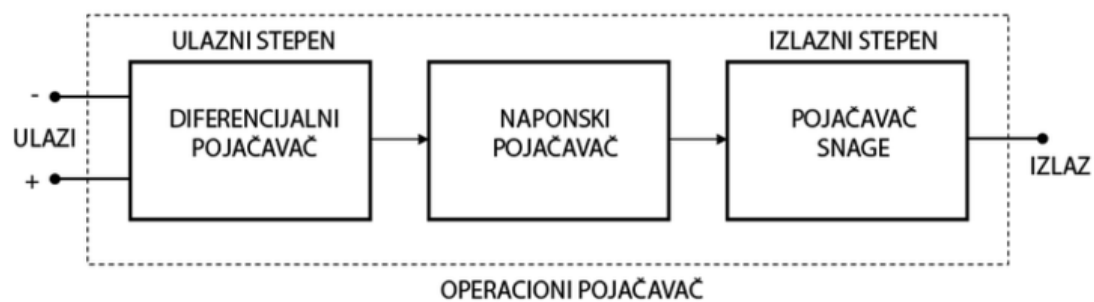 ULAZNI STEPEN
IZLAZNI STEPEN
-
ULAZI
+
DIFERENCIJALNI
POJAČAVAČ
NAPONSKI
POJAČAVAČ
POJAČAVAČ
SNAGE
IZLAZ
OPERACIONI POJAČAVAČ